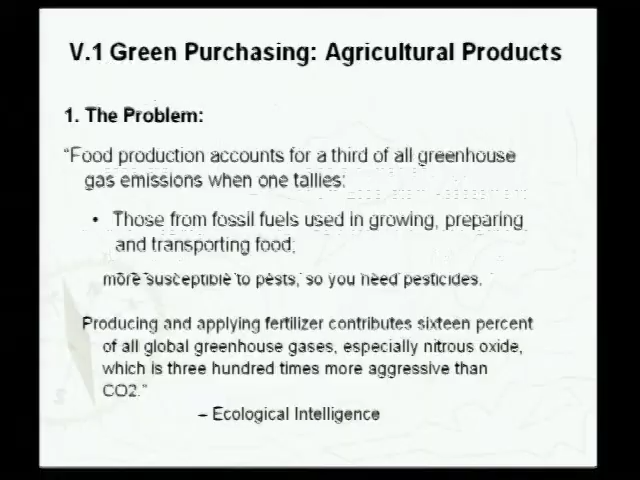 V.1 Green Purchasing: Agricultural Products
1. The Problem:
“Food production accounts for a third of all greenhouse
gas emissions when one tallies:
• Those from fossil fuels used in growing, preparing
and transporting food;
more susceptible to pests, so you need pesticides.
Producing and applying fertilizer contributes sixteen percent
of all global greenhouse gases, especially nitrous oxide,
which is three hundred times more aggressive than
CO2.”
– Ecological Intelligence